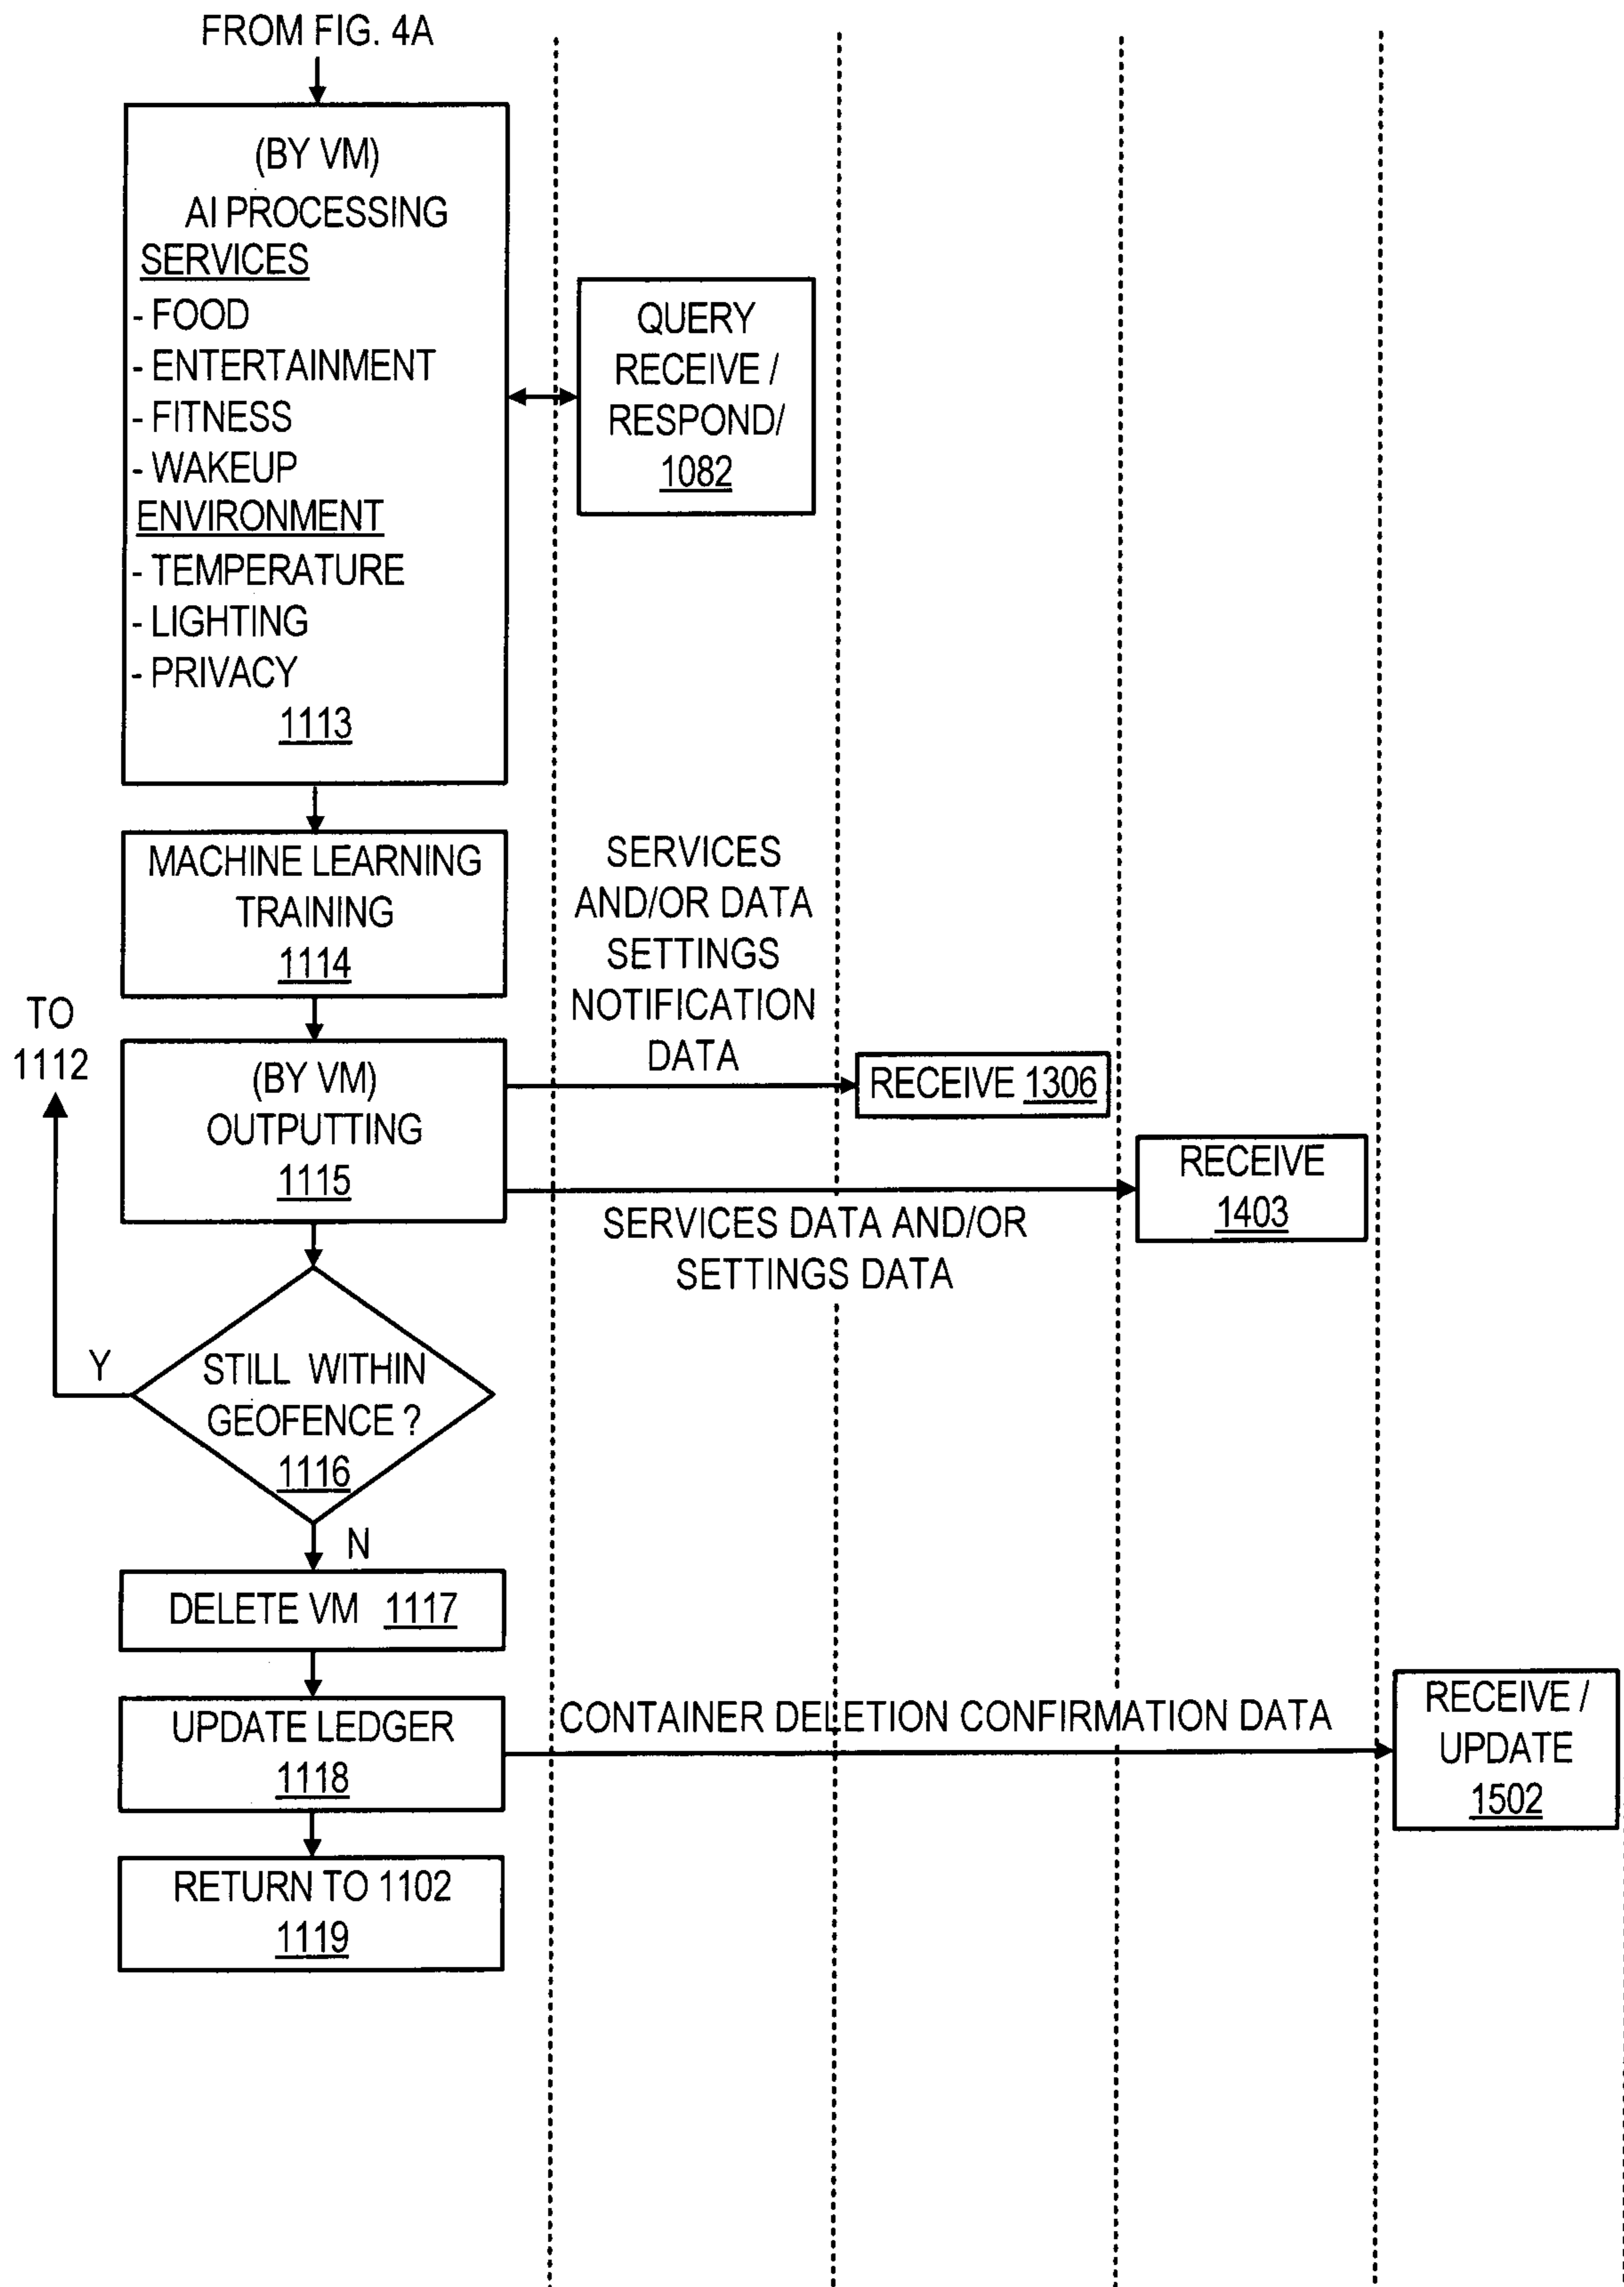 FROM FIG. 4A
(BY VM)
AI PROCESSING
SERVICES
- FOOD
- ENTERTAINMENT
- FITNESS
- WAKEUP
ENVIRONMENT
- TEMPERATURE
- LIGHTING
- PRIVACY
1113
QUERY
RECEIVE /
RESPOND/
1082
MACHINE LEARNING
TRAINING
1114
SERVICES
AND/OR DATA
SETTINGS
NOTIFICATION
DATA
TO
1112
(BY VM)
OUTPUTTING
1115
RECEIVE 1306
RECEIVE
1403
SERVICES DATA AND/OR
SETTINGS DATA
Y
STILL WITHIN
GEOFENCE ?
1116
N
DELETE VM 1117
UPDATE LEDGER
1118
CONTAINER DELETION CONFIRMATION DATA
RECEIVE /
UPDATE
1502
RETURN TO 1102
1119